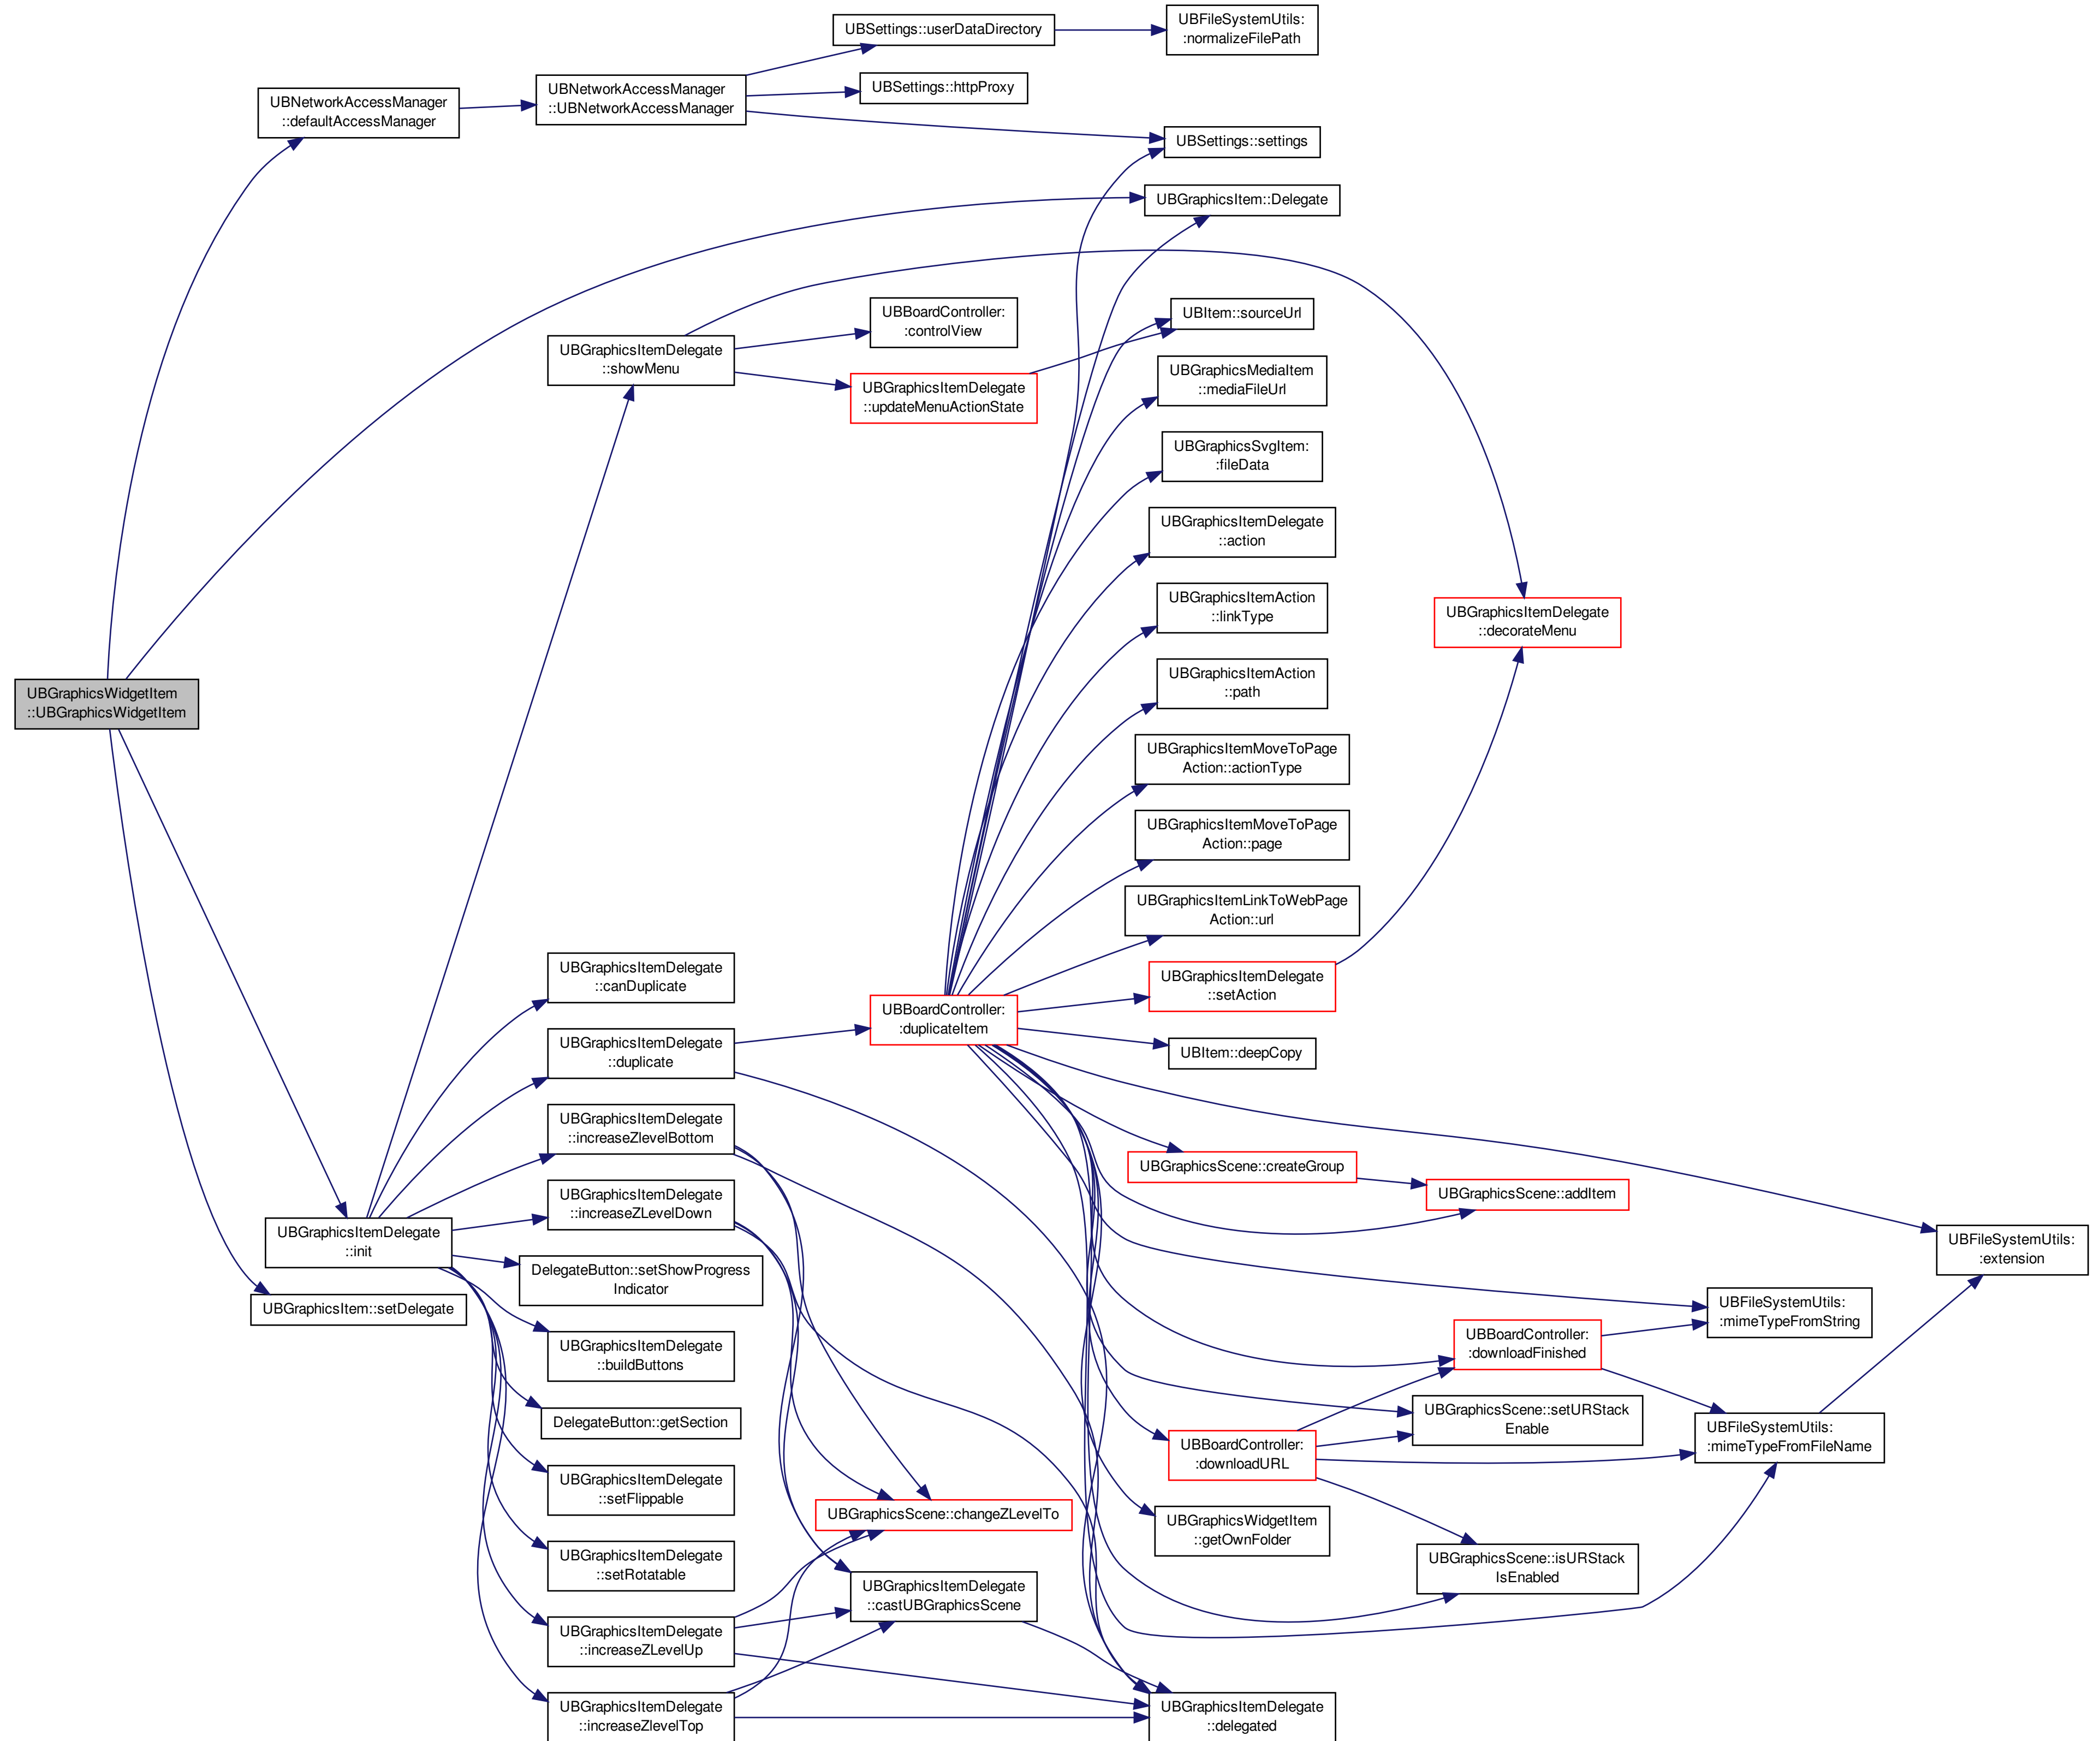 UBSettings::userDataDirectory
UBFileSystemUtils:
:normalizeFilePath
UBNetworkAccessManager
::defaultAccessManager
UBNetworkAccessManager
::UBNetworkAccessManager
UBSettings::httpProxy
UBSettings::settings
UBGraphicsItem::Delegate
UBGraphicsItemDelegate
::showMenu
UBBoardController:
:controlView
UBGraphicsItemDelegate
::updateMenuActionState
UBItem::sourceUrl
UBGraphicsMediaItem
::mediaFileUrl
UBGraphicsSvgItem:
:fileData
UBGraphicsItemDelegate
::action
UBGraphicsItemAction
::linkType
UBGraphicsItemDelegate
::decorateMenu
UBGraphicsWidgetItem
::UBGraphicsWidgetItem
UBGraphicsItemAction
::path
UBGraphicsItemMoveToPage
Action::actionType
UBGraphicsItemMoveToPage
Action::page
UBGraphicsItemLinkToWebPage
Action::url
UBGraphicsItemDelegate
::canDuplicate
UBGraphicsItemDelegate
::setAction
UBGraphicsItemDelegate
::duplicate
UBBoardController:
:duplicateItem
UBItem::deepCopy
UBGraphicsItemDelegate
::increaseZlevelBottom
UBGraphicsScene::createGroup
UBGraphicsScene::addItem
UBGraphicsItemDelegate
::increaseZLevelDown
UBGraphicsItemDelegate
::init
UBFileSystemUtils:
:extension
DelegateButton::setShowProgress
Indicator
UBGraphicsItem::setDelegate
UBFileSystemUtils:
:mimeTypeFromString
UBGraphicsItemDelegate
::buildButtons
UBBoardController:
:downloadFinished
DelegateButton::getSection
UBGraphicsScene::setURStack
Enable
UBFileSystemUtils:
:mimeTypeFromFileName
UBBoardController:
:downloadURL
UBGraphicsItemDelegate
::setFlippable
UBGraphicsScene::changeZLevelTo
UBGraphicsWidgetItem
::getOwnFolder
UBGraphicsItemDelegate
::setRotatable
UBGraphicsScene::isURStack
IsEnabled
UBGraphicsItemDelegate
::castUBGraphicsScene
UBGraphicsItemDelegate
::increaseZLevelUp
UBGraphicsItemDelegate
::increaseZlevelTop
UBGraphicsItemDelegate
::delegated